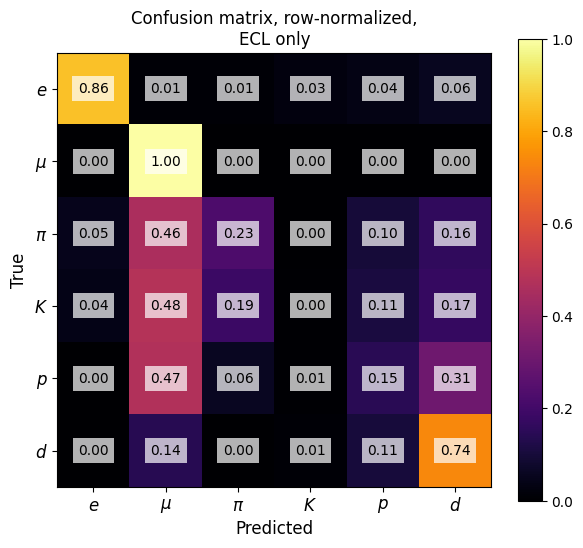 Confusion matrix, row-normalized,
ECL only
True
e 0.86 0.01 0.01 0.03 0.04 0.06
μ 0.00 1.00 0.00 0.00 0.00 0.00
π 0.05 0.46 0.23 0.00 0.10 0.16
K 0.04 0.48 0.19 0.00 0.11 0.17
p 0.00 0.47 0.06 0.01 0.15 0.31
d 0.00 0.14 0.00 0.01 0.11 0.74
e μ π K p d
Predicted
1.0
0.8
0.6
0.4
0.2
0.0